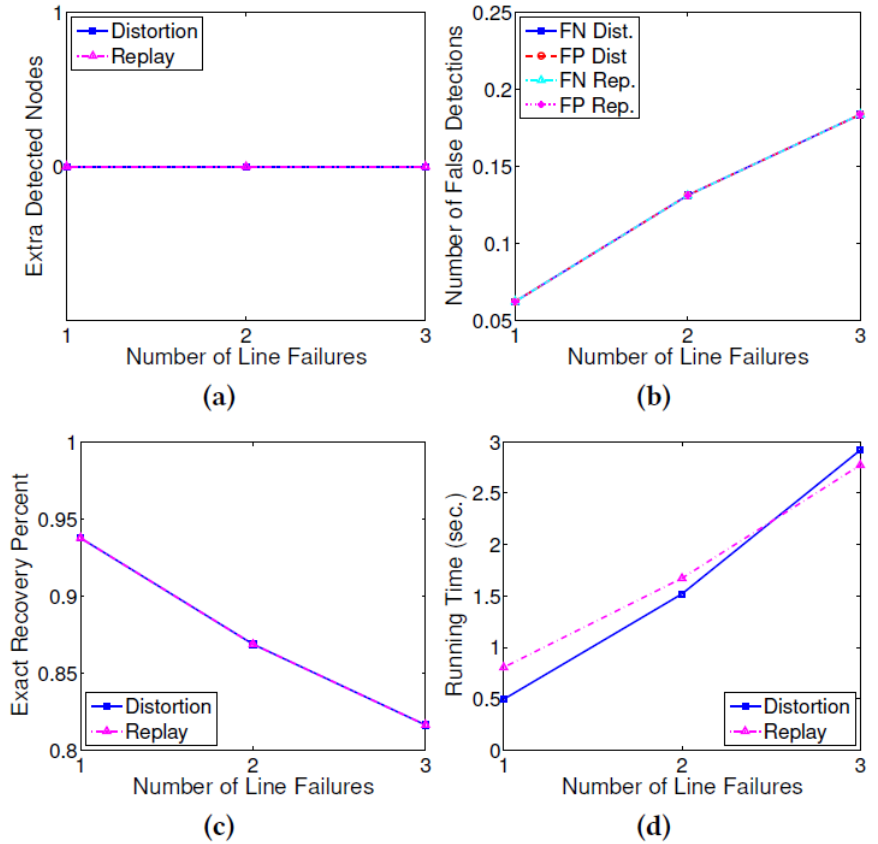 1
0
Extra Detected Nodes
Distortion
Replay
1 2 3
Number of Line Failures
(a)
0.25
0.2
0.15
0.1
0.05
Number of False Detections
FN Dist.
FP Dist
FN Rep.
FP Rep.
1 2 3
Number of Line Failures
(b)
1
0.95
0.9
0.85
0.8
Exact Recovery Percent
Distortion
Replay
1 2 3
Number of Line Failures
(c)
3
2.5
2
1.5
1
0.5
0
Running Time (sec.)
Distortion
Replay
1 2 3
Number of Line Failures
(d)